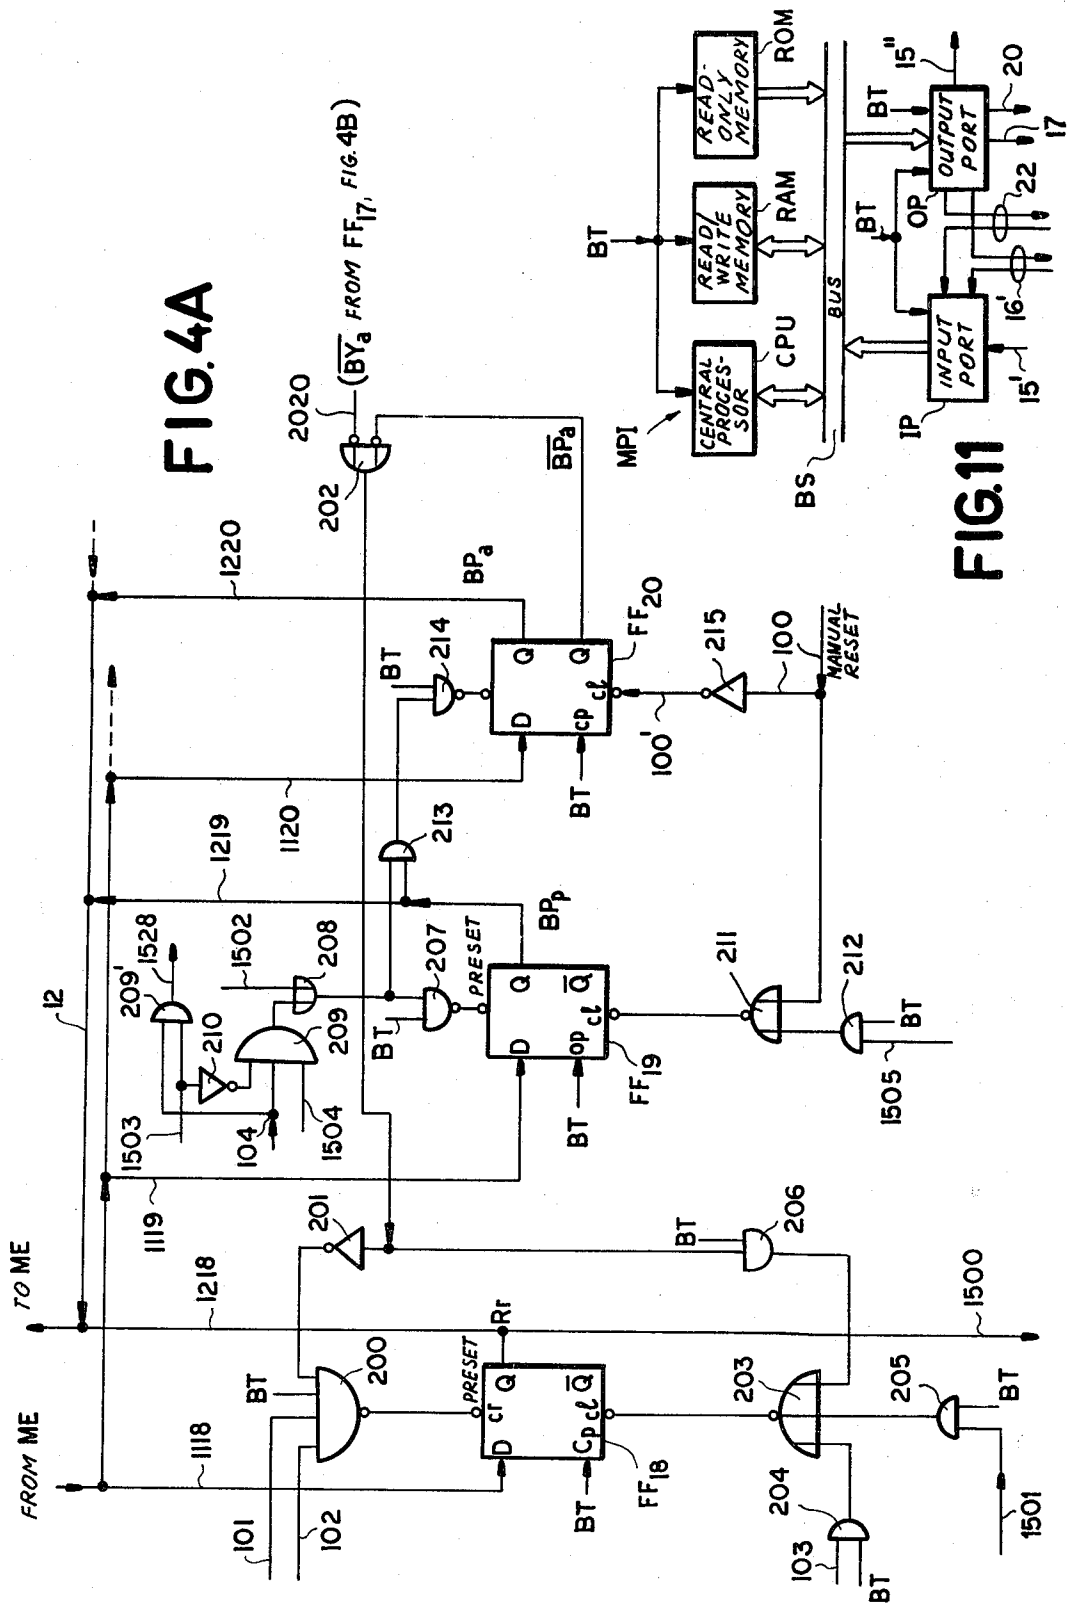 FIG. 4A
FROM ME
TO ME
12
1118
1218
101
102
BT
200
201
PRESET
cr
D
Q
Rr
Cp
cl
Q̅
BT
FF18
203
204
103
BT
205
BT
1501
206
BT
1500
1119
1503
104
1504
210
209'
1528
209
1502
208
BT
207
PRESET
1219
D
Q
BPp
op
cl
Q̅
BT
FF19
211
212
BT
1505
213
1120
1220
BT
214
D
Q
BPa
cp
cl
Q
B̅P̅a
BT
FF20
100'
215
100
MANUAL
RESET
202
2020
(B̅Y̅a FROM FF17, FIG. 4B)
FIG. 11
MPI
BT
CENTRAL
PROCES-
SOR
CPU
READ/
WRITE
MEMORY
RAM
READ-
ONLY
MEMORY
ROM
BS
BUS
IP
INPUT
PORT
15'
16'
BT
OP
OUTPUT
PORT
BT
15"
22
17
20